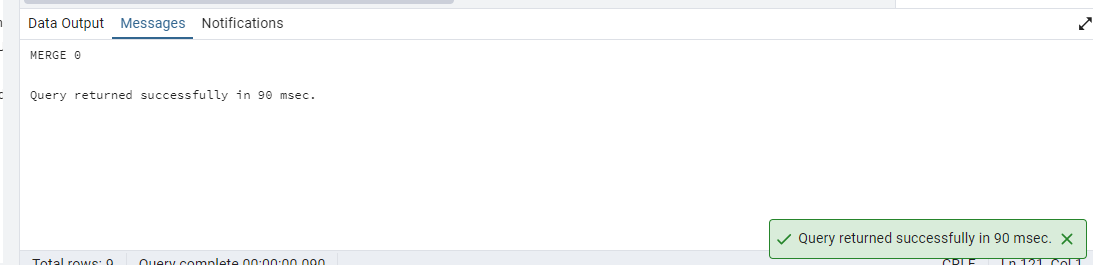 Data Output Messages Notifications
MERGE 0
Query returned successfully in 90 msec.
Query returned successfully in 90 msec.
Total rows: 9 Query complete 00:00:00.090 CRLF Ln 121, Col 1